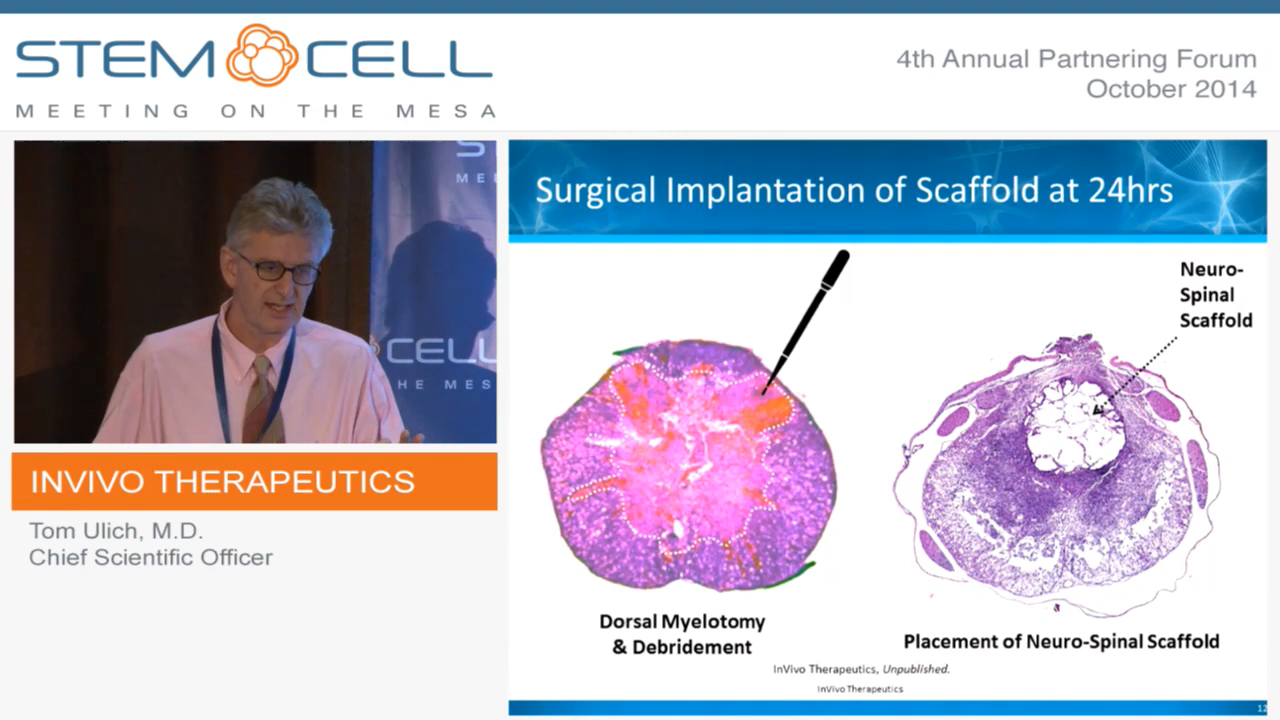 STEM CELL
MEETING ON THE MESA
4th Annual Partnering Forum
October 2014
S
ME
CELL
HE MES
INVIVO THERAPEUTICS
Tom Ulich, M.D.
Chief Scientific Officer
Surgical Implantation of Scaffold at 24hrs
Neuro-
Spinal
Scaffold
Dorsal Myelotomy
& Debridement
Placement of Neuro-Spinal Scaffold
InVivo Therapeutics, Unpublished.
InVivo Therapeutics
12